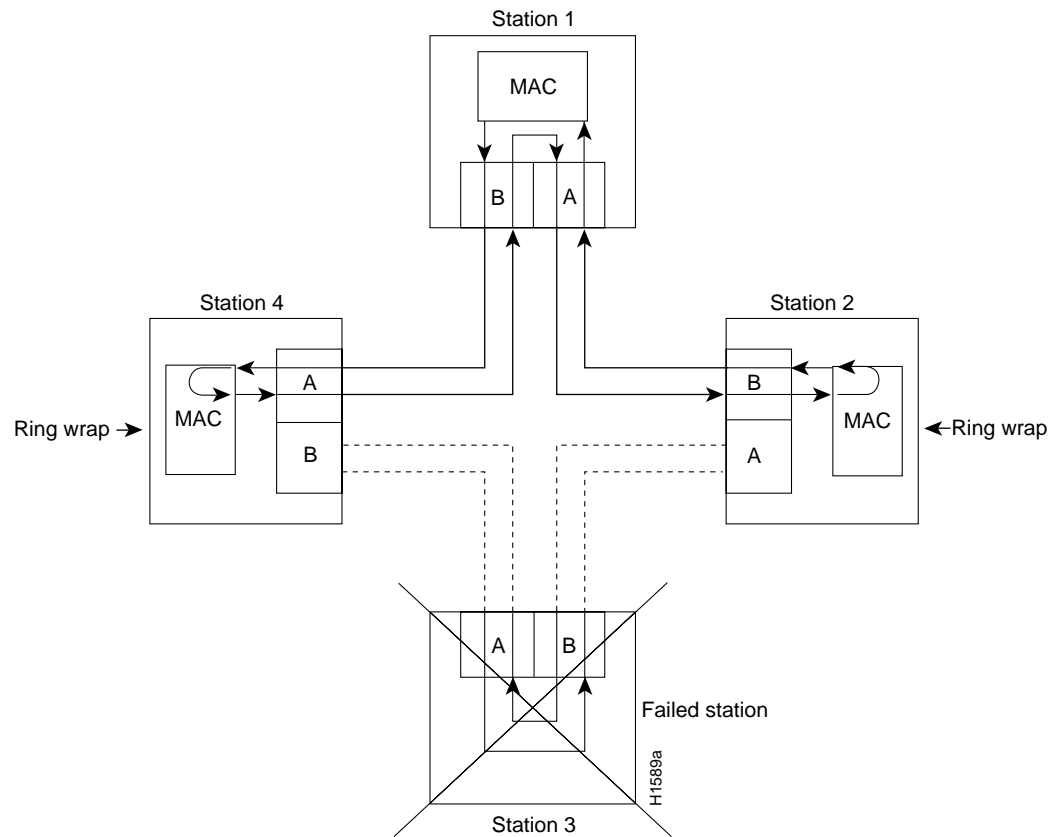 Station 1
MAC
B
A
Station 4
Station 2
A
B
MAC
MAC
Ring wrap
Ring wrap
B
A
A
B
Failed station
H1589a
Station 3